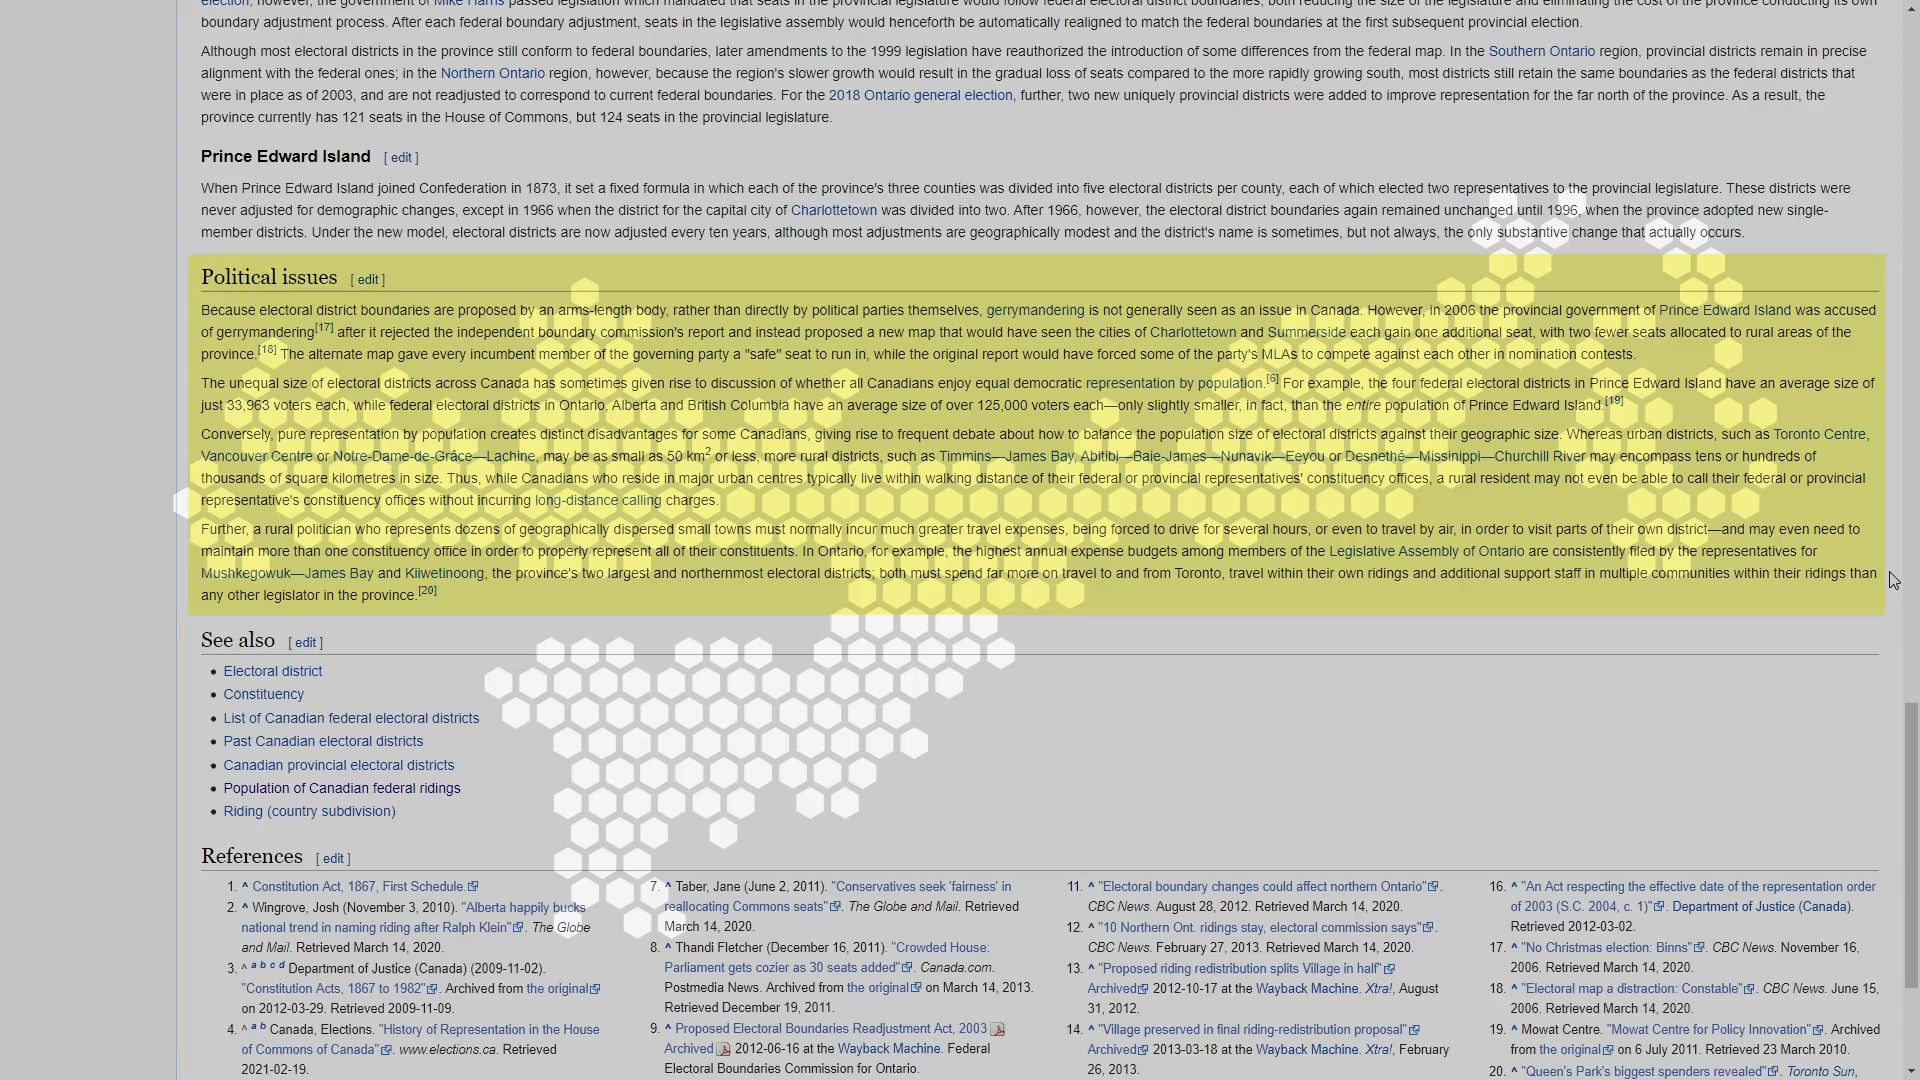 election, however, the government of Mike Harris passed legislation which mandated that seats in the provincial legislature would follow federal electoral district boundaries, both reducing the size of the legislature and eliminating the cost of the province conducting its own
boundary adjustment process. After each federal boundary adjustment, seats in the legislative assembly would henceforth be automatically realigned to match the federal boundaries at the first subsequent provincial election.
Although most electoral districts in the province still conform to federal boundaries, later amendments to the 1999 legislation have reauthorized the introduction of some differences from the federal map. In the Southern Ontario region, provincial districts remain in precise
alignment with the federal ones; in the Northern Ontario region, however, because the region's slower growth would result in the gradual loss of seats compared to the more rapidly growing south, most districts still retain the same boundaries as the federal districts that
were in place as of 2003, and are not readjusted to correspond to current federal boundaries. For the 2018 Ontario general election, further, two new uniquely provincial districts were added to improve representation for the far north of the province. As a result, the
province currently has 121 seats in the House of Commons, but 124 seats in the provincial legislature.
Prince Edward Island [ edit ]
When Prince Edward Island joined Confederation in 1873, it set a fixed formula in which each of the province's three counties was divided into five electoral districts per county, each of which elected two representatives to the provincial legislature. These districts were
never adjusted for demographic changes, except in 1966 when the district for the capital city of Charlottetown was divided into two. After 1966, however, the electoral district boundaries again remained unchanged until 1996, when the province adopted new single-
member districts. Under the new model, electoral districts are now adjusted every ten years, although most adjustments are geographically modest and the district's name is sometimes, but not always, the only substantive change that actually occurs.
Political issues [ edit ]
Because electoral district boundaries are proposed by an arms-length body, rather than directly by political parties themselves, gerrymandering is not generally seen as an issue in Canada. However, in 2006 the provincial government of Prince Edward Island was accused
of gerrymandering[17] after it rejected the independent boundary commission's report and instead proposed a new map that would have seen the cities of Charlottetown and Summerside each gain one additional seat, with two fewer seats allocated to rural areas of the
province.[18] The alternate map gave every incumbent member of the governing party a "safe" seat to run in, while the original report would have forced some of the party's MLAs to compete against each other in nomination contests.
The unequal size of electoral districts across Canada has sometimes given rise to discussion of whether all Canadians enjoy equal democratic representation by population.[6] For example, the four federal electoral districts in Prince Edward Island have an average size of
just 33,963 voters each, while federal electoral districts in Ontario, Alberta and British Columbia have an average size of over 125,000 voters each—only slightly smaller, in fact, than the entire population of Prince Edward Island.[19]
Conversely, pure representation by population creates distinct disadvantages for some Canadians, giving rise to frequent debate about how to balance the population size of electoral districts against their geographic size. Whereas urban districts, such as Toronto Centre,
Vancouver Centre or Notre-Dame-de-Grâce—Lachine, may be as small as 50 km2 or less, more rural districts, such as Timmins—James Bay, Abitibi—Baie-James—Nunavik—Eeyou or Desnethé—Missinippi—Churchill River may encompass tens or hundreds of
thousands of square kilometres in size. Thus, while Canadians who reside in major urban centres typically live within walking distance of their federal or provincial representatives' constituency offices, a rural resident may not even be able to call their federal or provincial
representative's constituency offices without incurring long-distance calling charges.
Further, a rural politician who represents dozens of geographically dispersed small towns must normally incur much greater travel expenses, being forced to drive for several hours, or even to travel by air, in order to visit parts of their own district—and may even need to
maintain more than one constituency office in order to properly represent all of their constituents. In Ontario, for example, the highest annual expense budgets among members of the Legislative Assembly of Ontario are consistently filed by the representatives for
Mushkegowuk—James Bay and Kiiwetinoong, the province's two largest and northernmost electoral districts; both must spend far more on travel to and from Toronto, travel within their own ridings and additional support staff in multiple communities within their ridings than
any other legislator in the province.[20]
See also [ edit ]
• Electoral district
• Constituency
• List of Canadian federal electoral districts
• Past Canadian electoral districts
• Canadian provincial electoral districts
• Population of Canadian federal ridings
• Riding (country subdivision)
References [ edit ]
1. ^ Constitution Act, 1867, First Schedule.
2. ^ Wingrove, Josh (November 3, 2010). "Alberta happily bucks
national trend in naming riding after Ralph Klein". The Globe
and Mail. Retrieved March 14, 2020.
3. ^ a b c d Department of Justice (Canada) (2009-11-02).
"Constitution Acts, 1867 to 1982". Archived from the original
on 2012-03-29. Retrieved 2009-11-09.
4. ^ a b Canada, Elections. "History of Representation in the House
of Commons of Canada". www.elections.ca. Retrieved
2021-02-19.
7. ^ Taber, Jane (June 2, 2011). "Conservatives seek 'fairness' in
reallocating Commons seats". The Globe and Mail. Retrieved
March 14, 2020.
8. ^ Thandi Fletcher (December 16, 2011). "Crowded House:
Parliament gets cozier as 30 seats added". Canada.com.
Postmedia News. Archived from the original on March 14, 2013.
Retrieved December 19, 2011.
9. ^ Proposed Electoral Boundaries Readjustment Act, 2003
Archived 2012-06-16 at the Wayback Machine. Federal
Electoral Boundaries Commission for Ontario.
11. ^ "Electoral boundary changes could affect northern Ontario".
CBC News. August 28, 2012. Retrieved March 14, 2020.
12. ^ "10 Northern Ont. ridings stay, electoral commission says".
CBC News. February 27, 2013. Retrieved March 14, 2020.
13. ^ "Proposed riding redistribution splits Village in half"
Archived 2012-10-17 at the Wayback Machine. Xtra!, August
31, 2012.
14. ^ "Village preserved in final riding-redistribution proposal"
Archived 2013-03-18 at the Wayback Machine. Xtra!, February
26, 2013.
16. ^ "An Act respecting the effective date of the representation order
of 2003 (S.C. 2004, c. 1)". Department of Justice (Canada).
Retrieved 2012-03-02.
17. ^ "No Christmas election: Binns". CBC News. November 16,
2006. Retrieved March 14, 2020.
18. ^ "Electoral map a distraction: Constable". CBC News. June 15,
2006. Retrieved March 14, 2020.
19. ^ Mowat Centre. "Mowat Centre for Policy Innovation". Archived
from the original on 6 July 2011. Retrieved 23 March 2010.
20. ^ "Queen's Park's biggest spenders revealed". Toronto Sun,